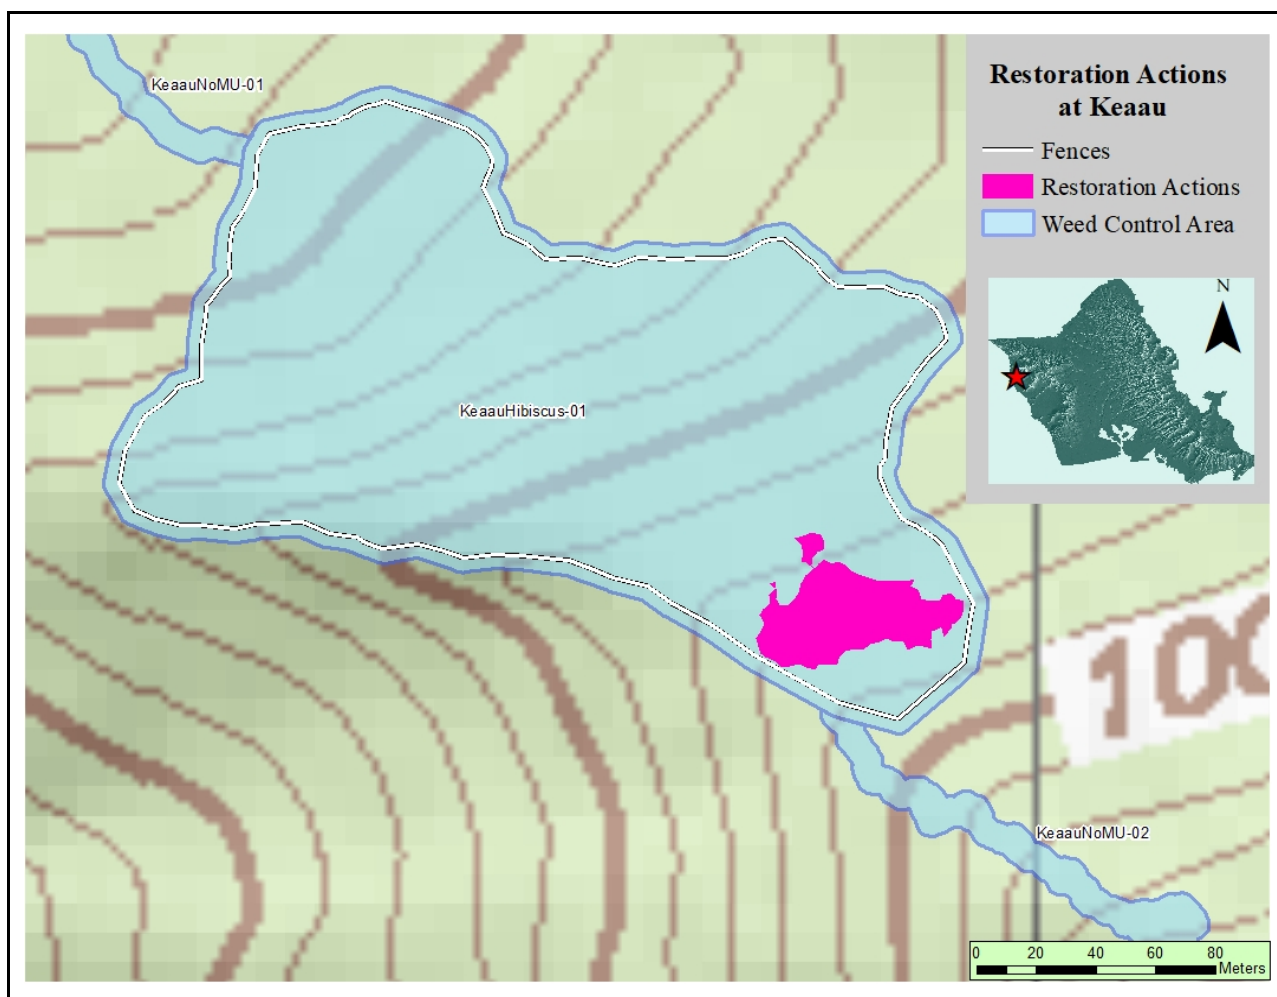 KeaauNoMU-01
Restoration Actions
at Keaau
Fences
Restoration Actions
Weed Control Area
N
KeaauHibiscus-01
100
KeaauNoMU-02
0 20 40 60 80
Meters